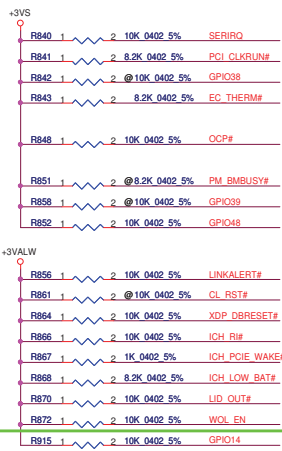 +3VS
R840 1 2 10K_0402_5% SERIRQ
R841 1 2 8.2K_0402_5% PCI_CLKRUN#
R842 1 2 @10K_0402_5% GPIO38
R843 1 2 8.2K_0402_5% EC_THERM#
R848 1 2 10K_0402_5% OCP#
R851 1 2 @8.2K_0402_5% PM_BMBUSY#
R858 1 2 @10K_0402_5% GPIO39
R852 1 2 10K_0402_5% GPIO48
+3VALW
R856 1 2 10K_0402_5% LINKALERT#
R861 1 2 @10K_0402_5% CL_RST#
R864 1 2 10K_0402_5% XDP_DBRESET#
R866 1 2 10K_0402_5% ICH_RI#
R867 1 2 1K_0402_5% ICH_PCIE_WAKE#
R868 1 2 8.2K_0402_5% ICH_LOW_BAT#
R870 1 2 10K_0402_5% LID_OUT#
R872 1 2 10K_0402_5% WOL_EN
R915 1 2 10K_0402_5% GPIO14